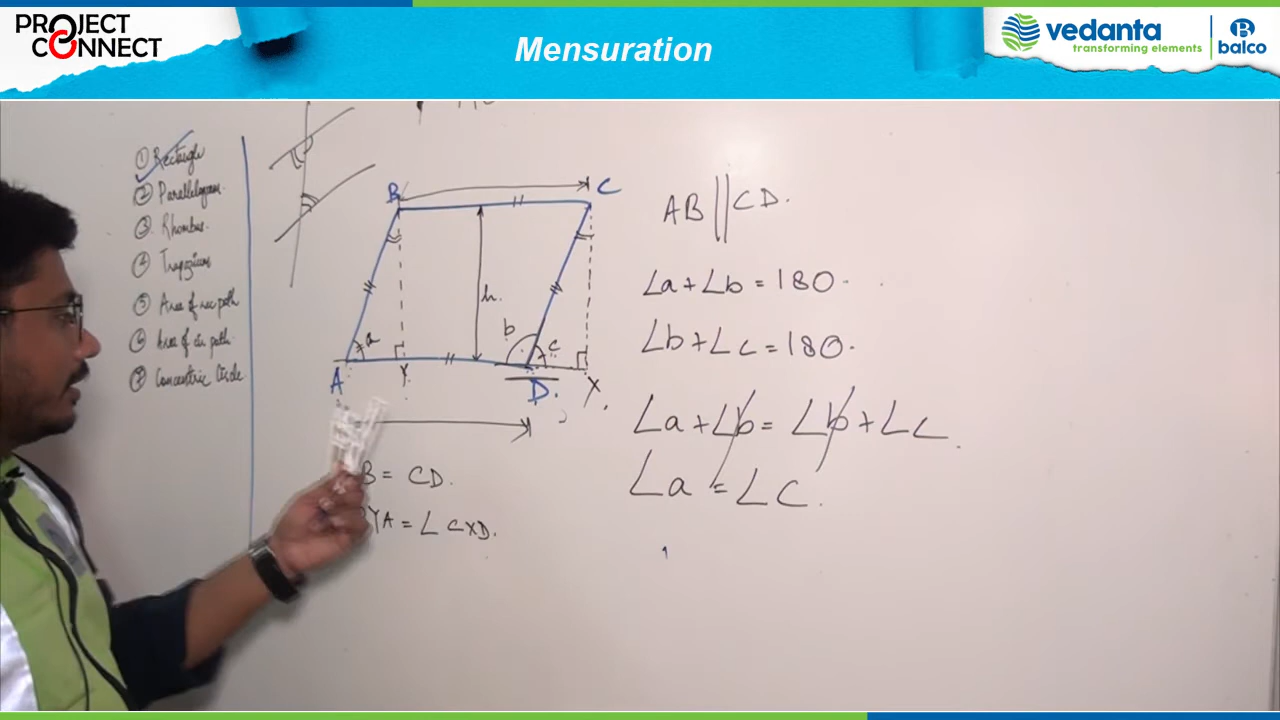 PROJECT
CONNECT
Mensuration
vedanta
transforming elements
balco
① Rectangle
② Parallelogram.
③ Rhombus.
④ Trapezium
⑤ Area of rec path
⑥ Area of cir path.
⑦ Concentric Circle
B
C
h.
a
b
c
A
Y.
D.
X
B = CD.
YA = ∠CXD.
AB || CD.
∠a + ∠b = 180.
∠b + ∠c = 180.
∠a + ∠b = ∠b + ∠c
∠a = ∠c.